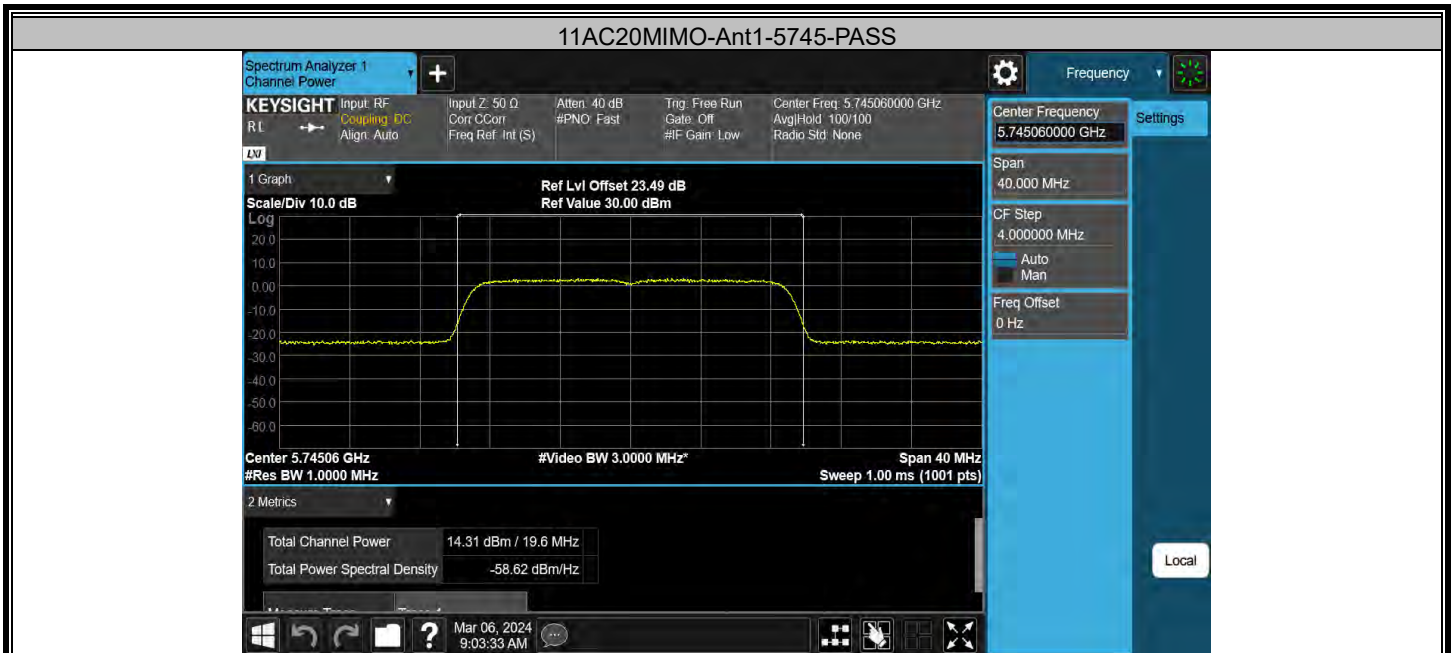 11AC20MIMO-Ant1-5745-PASS
Spectrum Analyzer 1
Channel Power
Frequency
KEYSIGHT
RL
LXI
Input: RF
Coupling: DC
Align: Auto
Input Z: 50 Ω
Corr CCorr
Freq Ref: Int (S)
Atten: 40 dB
#PNO: Fast
Trig: Free Run
Gate: Off
#IF Gain: Low
Center Freq: 5.745060000 GHz
Avg|Hold: 100/100
Radio Std: None
Center Frequency
5.745060000 GHz
Settings
Span
40.000 MHz
CF Step
4.000000 MHz
Auto
Man
Freq Offset
0 Hz
Local
1 Graph
Scale/Div 10.0 dB
Ref Lvl Offset 23.49 dB
Ref Value 30.00 dBm
Log
20.0
10.0
0.00
-10.0
-20.0
-30.0
-40.0
-50.0
-60.0
Center 5.74506 GHz
#Video BW 3.0000 MHz*
Span 40 MHz
#Res BW 1.0000 MHz
Sweep 1.00 ms (1001 pts)
2 Metrics
Total Channel Power 14.31 dBm / 19.6 MHz
Total Power Spectral Density -58.62 dBm/Hz
Mar 06, 2024
9:03:33 AM